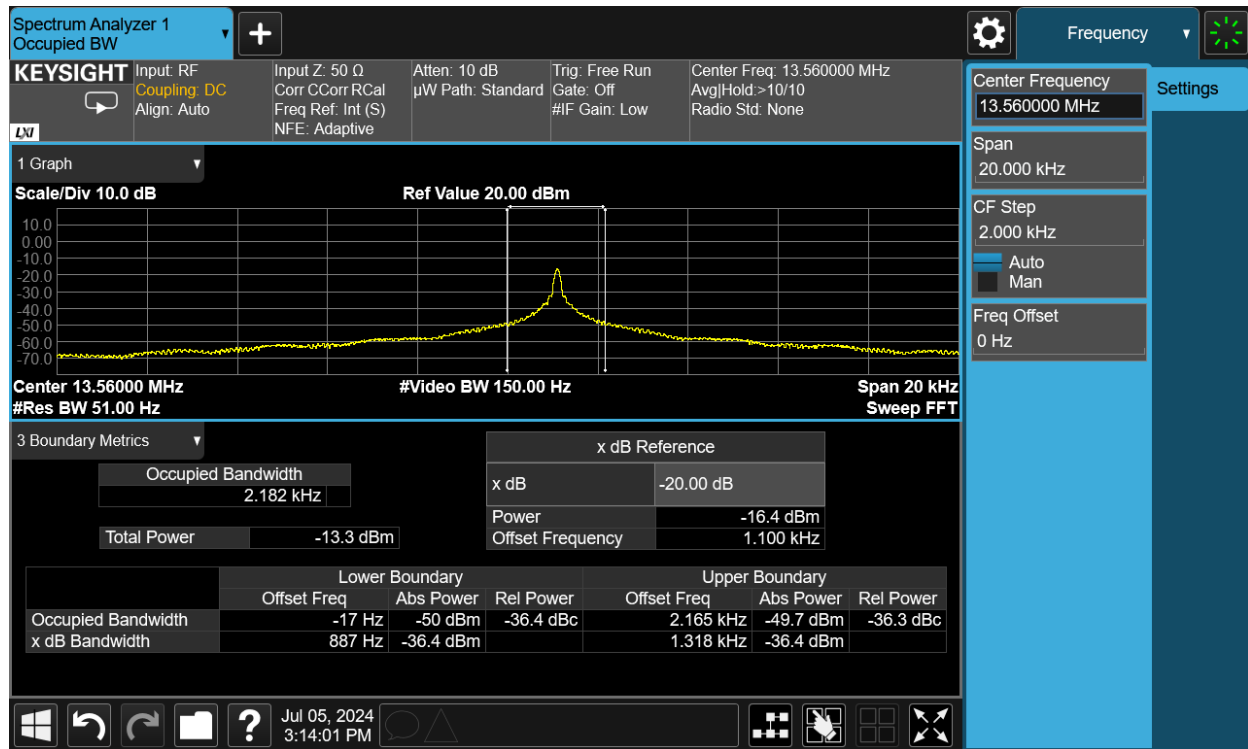 Spectrum Analyzer 1
Occupied BW
+
Frequency
KEYSIGHT
LXI
Input: RF
Coupling: DC
Align: Auto
Input Z: 50 Ω
Corr CCorr RCal
Freq Ref: Int (S)
NFE: Adaptive
Atten: 10 dB
µW Path: Standard
Trig: Free Run
Gate: Off
#IF Gain: Low
Center Freq: 13.560000 MHz
Avg|Hold:>10/10
Radio Std: None
Center Frequency
13.560000 MHz
Settings
Span
20.000 kHz
CF Step
2.000 kHz
Auto
Man
Freq Offset
0 Hz
1 Graph
Scale/Div 10.0 dB
Ref Value 20.00 dBm
10.0
0.00
-10.0
-20.0
-30.0
-40.0
-50.0
-60.0
-70.0
Center 13.56000 MHz
#Video BW 150.00 Hz
Span 20 kHz
#Res BW 51.00 Hz
Sweep FFT
3 Boundary Metrics
Occupied Bandwidth
2.182 kHz
Total Power -13.3 dBm
x dB Reference
x dB -20.00 dB
Power -16.4 dBm
Offset Frequency 1.100 kHz
Lower Boundary Upper Boundary
Offset Freq Abs Power Rel Power Offset Freq Abs Power Rel Power
Occupied Bandwidth -17 Hz -50 dBm -36.4 dBc 2.165 kHz -49.7 dBm -36.3 dBc
x dB Bandwidth 887 Hz -36.4 dBm 1.318 kHz -36.4 dBm
?
Jul 05, 2024
3:14:01 PM